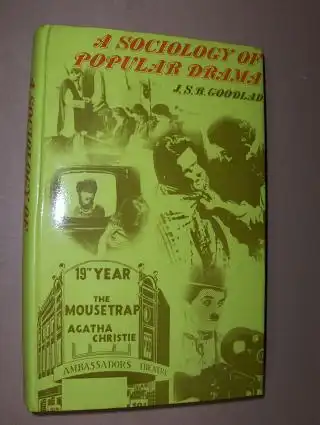 A SOCIOLOGY OF
POPULAR DRAMA
J.S.R. GOODLAD
A SOCIOLOGY OF
19TH YEAR
THE
MOUSETRAP
AGATHA
CHRISTIE
AMBASSADORS THEATRE